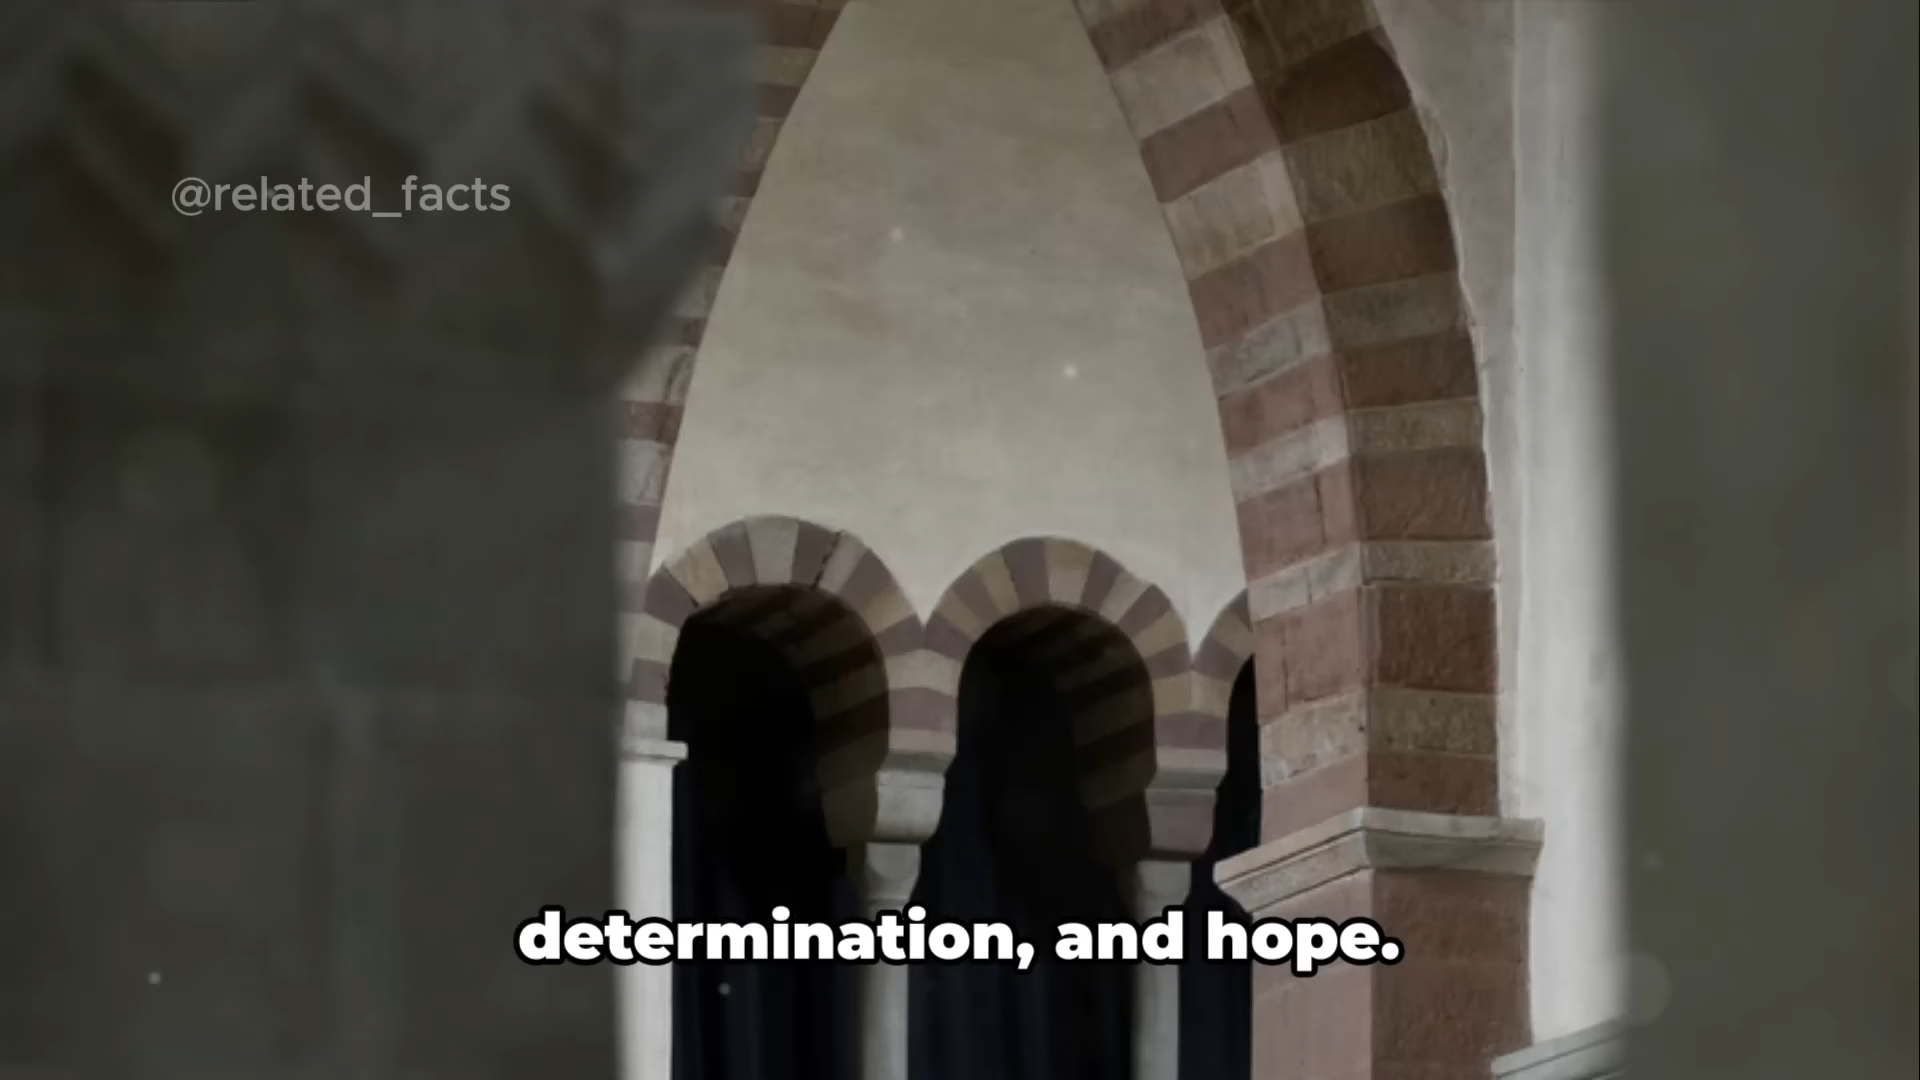 @related_facts
determination, and hope.